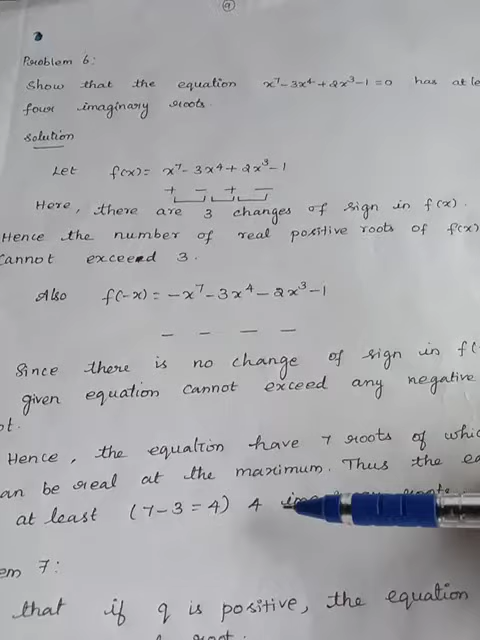 9
Problem 6:
Show that the equation x⁷-3x⁴+2x³-1=0 has at le
four imaginary roots.
Solution
Let f(x)= x⁷-3x⁴+2x³-1
+ - + -
Here, there are 3 changes of sign in f(x).
Hence the number of real positive roots of f(x)
cannot exceed 3.
Also f(-x)=-x⁷-3x⁴-2x³-1
- - - -
Since there is no change of sign in f(
given equation cannot exceed any negative
ot.
Hence, the equation have 7 roots of whic
an be real at the maximum. Thus the e
at least (7-3=4) 4
em 7:
that if q is positive, the equation
root.